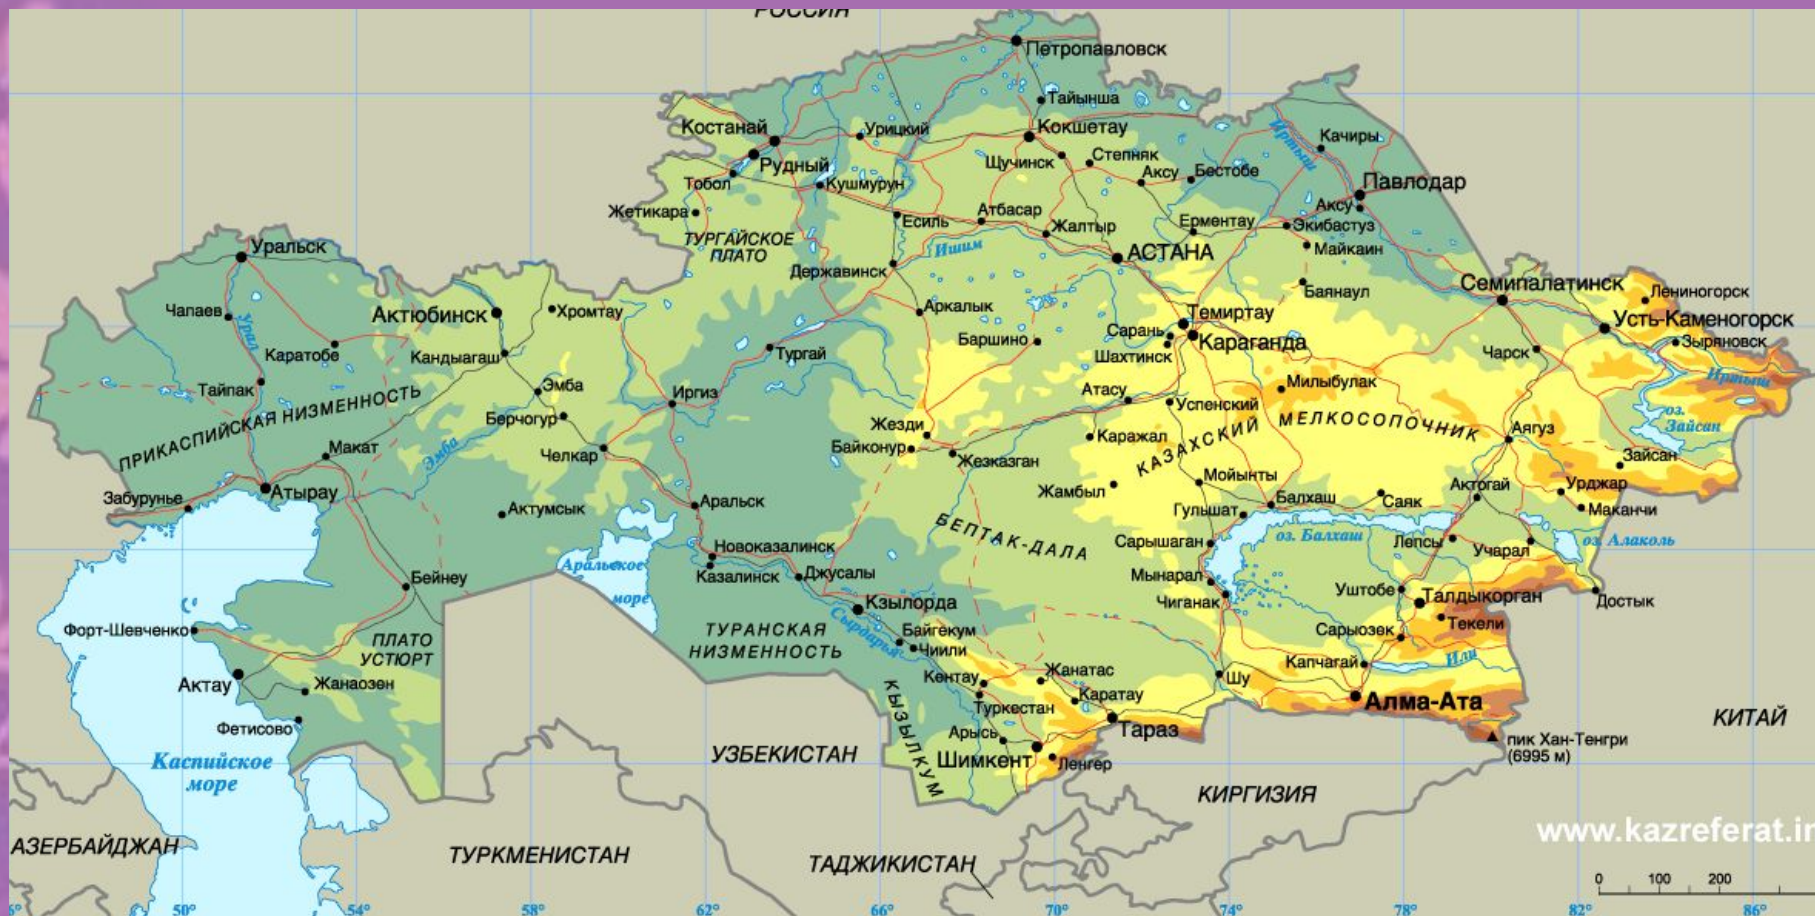 РОССИЯ
Петропавловск
Тайынша
Костанай
Урицкий
Кокшетау
Качиры
Иртыш
Рудный
Щучинск
Степняк
Аксу
Бестобе
Павлодар
Тобол
Кушмурун
Аксу
Жетикара
Есиль
Атбасар
Жалтыр
Ерментау
Экибастуз
ТУРГАЙСКОЕ
ПЛАТО
Ишим
АСТАНА
Майкаин
Уральск
Державинск
Баянаул
Семипалатинск
Лениногорск
Чапаев
Урал
Актюбинск
Хромтау
Аркалык
Темиртау
Усть-Каменогорск
Каратобе
Кандыагаш
Тургай
Баршино
Сарань
Шахтинск
Караганда
Чарск
Зыряновск
Тайпак
Эмба
Иргиз
Атасу
Милыбулак
Иртыш
ПРИКАСПИЙСКАЯ НИЗМЕННОСТЬ
Берчогур
Успенский
оз.
Зайсан
Макат
Эмба
Челкар
Жезди
Байконур
Жезказган
Каражал
КАЗАХСКИЙ МЕЛКОСОПОЧНИК
Аягуз
Зайсан
Забурунье
Атырау
Актумсык
Аральск
Жамбыл
Мойынты
Балхаш
Саяк
Актогай
Урджар
Маканчи
Гульшат
БЕТПАК-ДАЛА
Сарышаган
оз. Балхаш
Лепсы
Учарал
оз. Алаколь
Новоказалинск
Казалинск
Джусалы
Аральское
море
Бейнеу
Мынарал
Чиганак
Уштобе
Талдыкорган
Достык
Кзылорда
Сырдарья
Форт-Шевченко
ПЛАТО
УСТЮРТ
ТУРАНСКАЯ
НИЗМЕННОСТЬ
Байгекум
Чиили
Сарыозек
Текели
Капчагай
Или
Актау
Жанаозен
Кентау
Жанатас
Каратау
Туркестан
Шу
Алма-Ата
КЫЗЫЛКУМ
Фетисово
Арысь
Тараз
КИТАЙ
пик Хан-Тенгри
(6995 м)
Каспийское
море
УЗБЕКИСТАН
Шимкент
Ленгер
КИРГИЗИЯ
www.kazreferat.in
АЗЕРБАЙДЖАН
ТУРКМЕНИСТАН
ТАДЖИКИСТАН
0 100 200
50° 54° 58° 62° 66° 70° 74° 78° 82° 86°